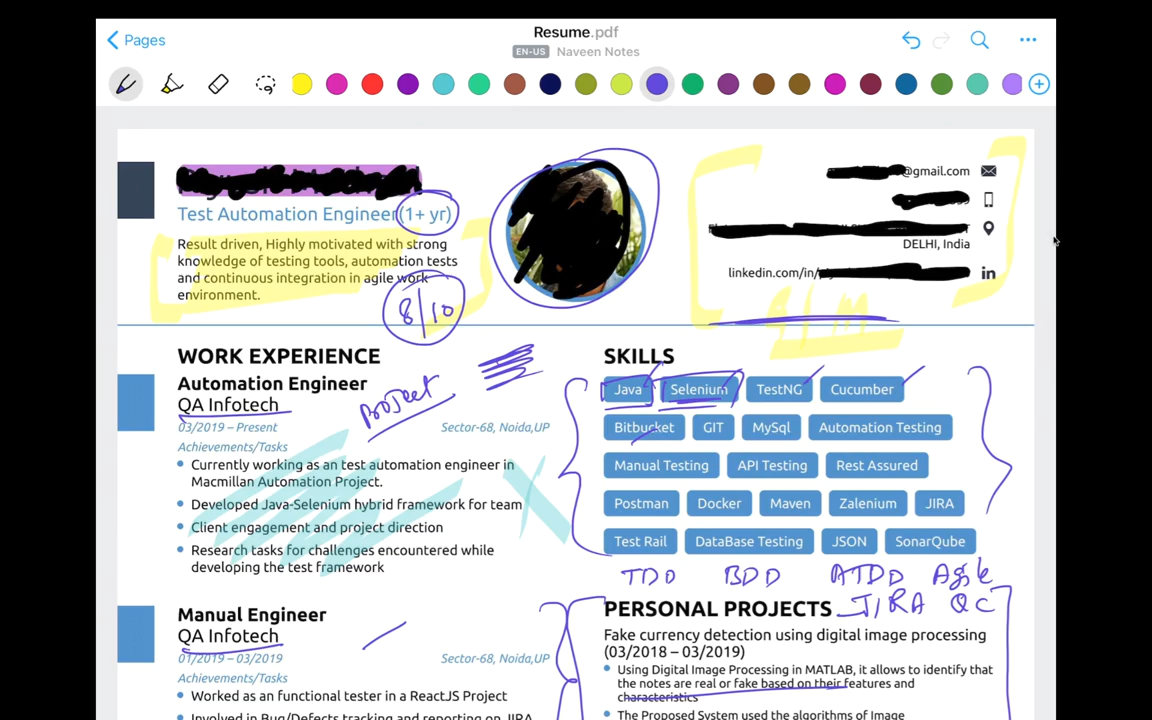 Pages
Resume.pdf
EN-US Naveen Notes
Test Automation Engineer(1+ yr)
Result driven, Highly motivated with strong
knowledge of testing tools, automation tests
and continuous integration in agile work
environment.
8/10
@gmail.com
DELHI, India
linkedin.com/in/
WORK EXPERIENCE
Automation Engineer
QA Infotech
Project
03/2019 – Present Sector-68, Noida,UP
Achievements/Tasks
• Currently working as an test automation engineer in
Macmillan Automation Project.
• Developed Java-Selenium hybrid framework for team
• Client engagement and project direction
• Research tasks for challenges encountered while
developing the test framework
Manual Engineer
QA Infotech
01/2019 – 03/2019 Sector-68, Noida,UP
Achievements/Tasks
• Worked as an functional tester in a ReactJS Project
• Involved in Bug/Defects tracking and reporting on JIRA
SKILLS
Java Selenium TestNG Cucumber
Bitbucket GIT MySql Automation Testing
Manual Testing API Testing Rest Assured
Postman Docker Maven Zalenium JIRA
Test Rail DataBase Testing JSON SonarQube
TDD BDD ATDD Agile
JIRA QC
PERSONAL PROJECTS
Fake currency detection using digital image processing
(03/2018 – 03/2019)
• Using Digital Image Processing in MATLAB, it allows to identify that
the notes are real or fake based on their features and
characteristics
• The Proposed System used the algorithms of Image